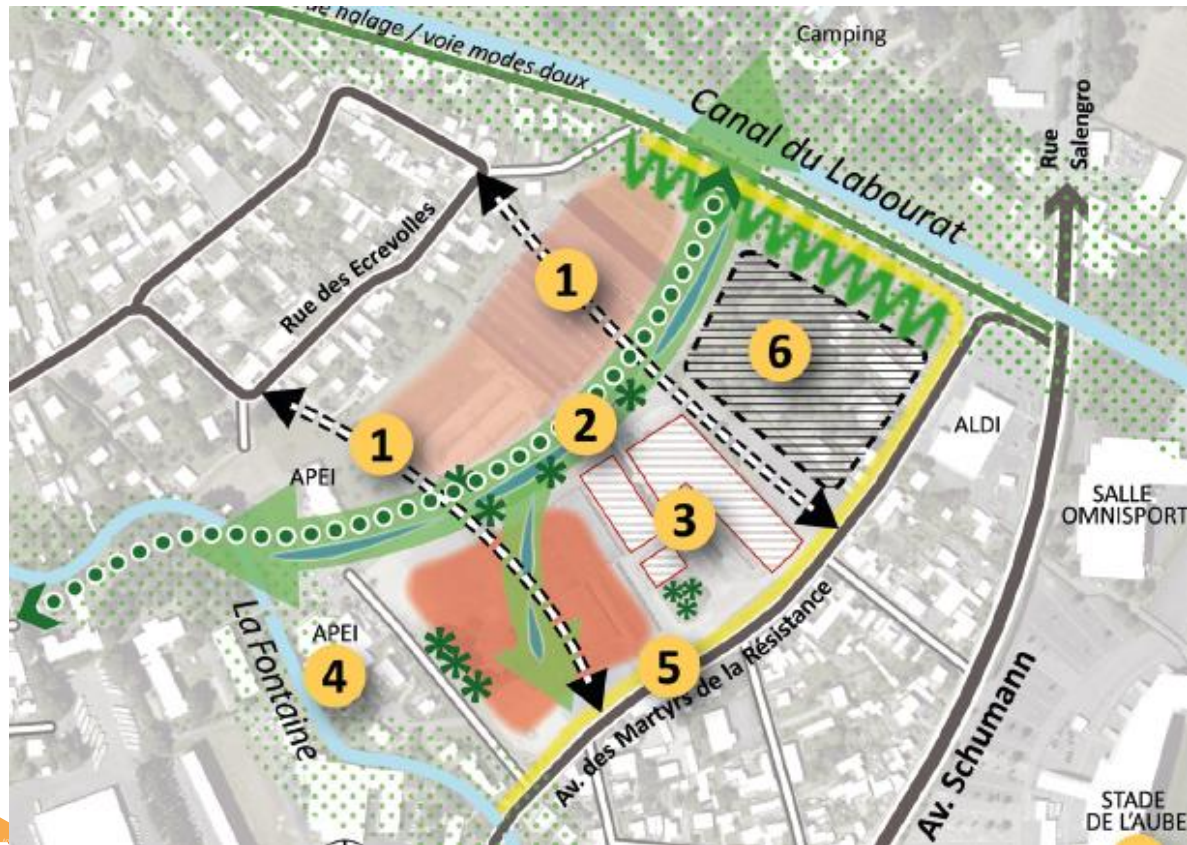 de halage / voie modes doux
Camping
Canal du Labourat
Rue
Salengro
Rue des Ecrevolles
1
6
2
1
ALDI
APEI
SALLE
OMNISPORT
3
La Fontaine
APEI
4
5
Av. des Martyrs de la Résistance
Av. Schumann
STADE
DE L'AUBE